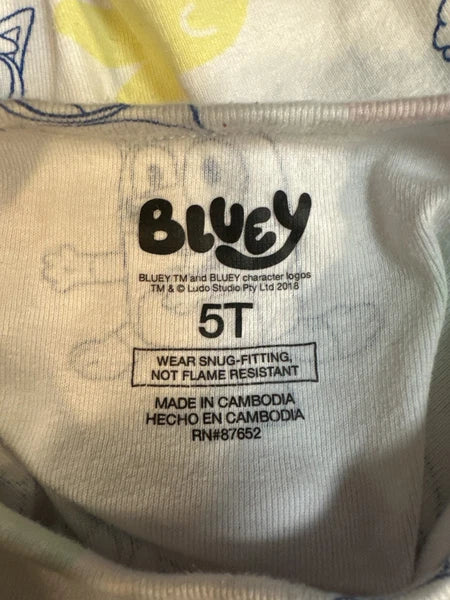 BLUEY
BLUEY TM and BLUEY character logos
TM & © Ludo Studio Pty Ltd 2018
5T
WEAR SNUG-FITTING,
NOT FLAME RESISTANT
MADE IN CAMBODIA
HECHO EN CAMBODIA
RN#87652